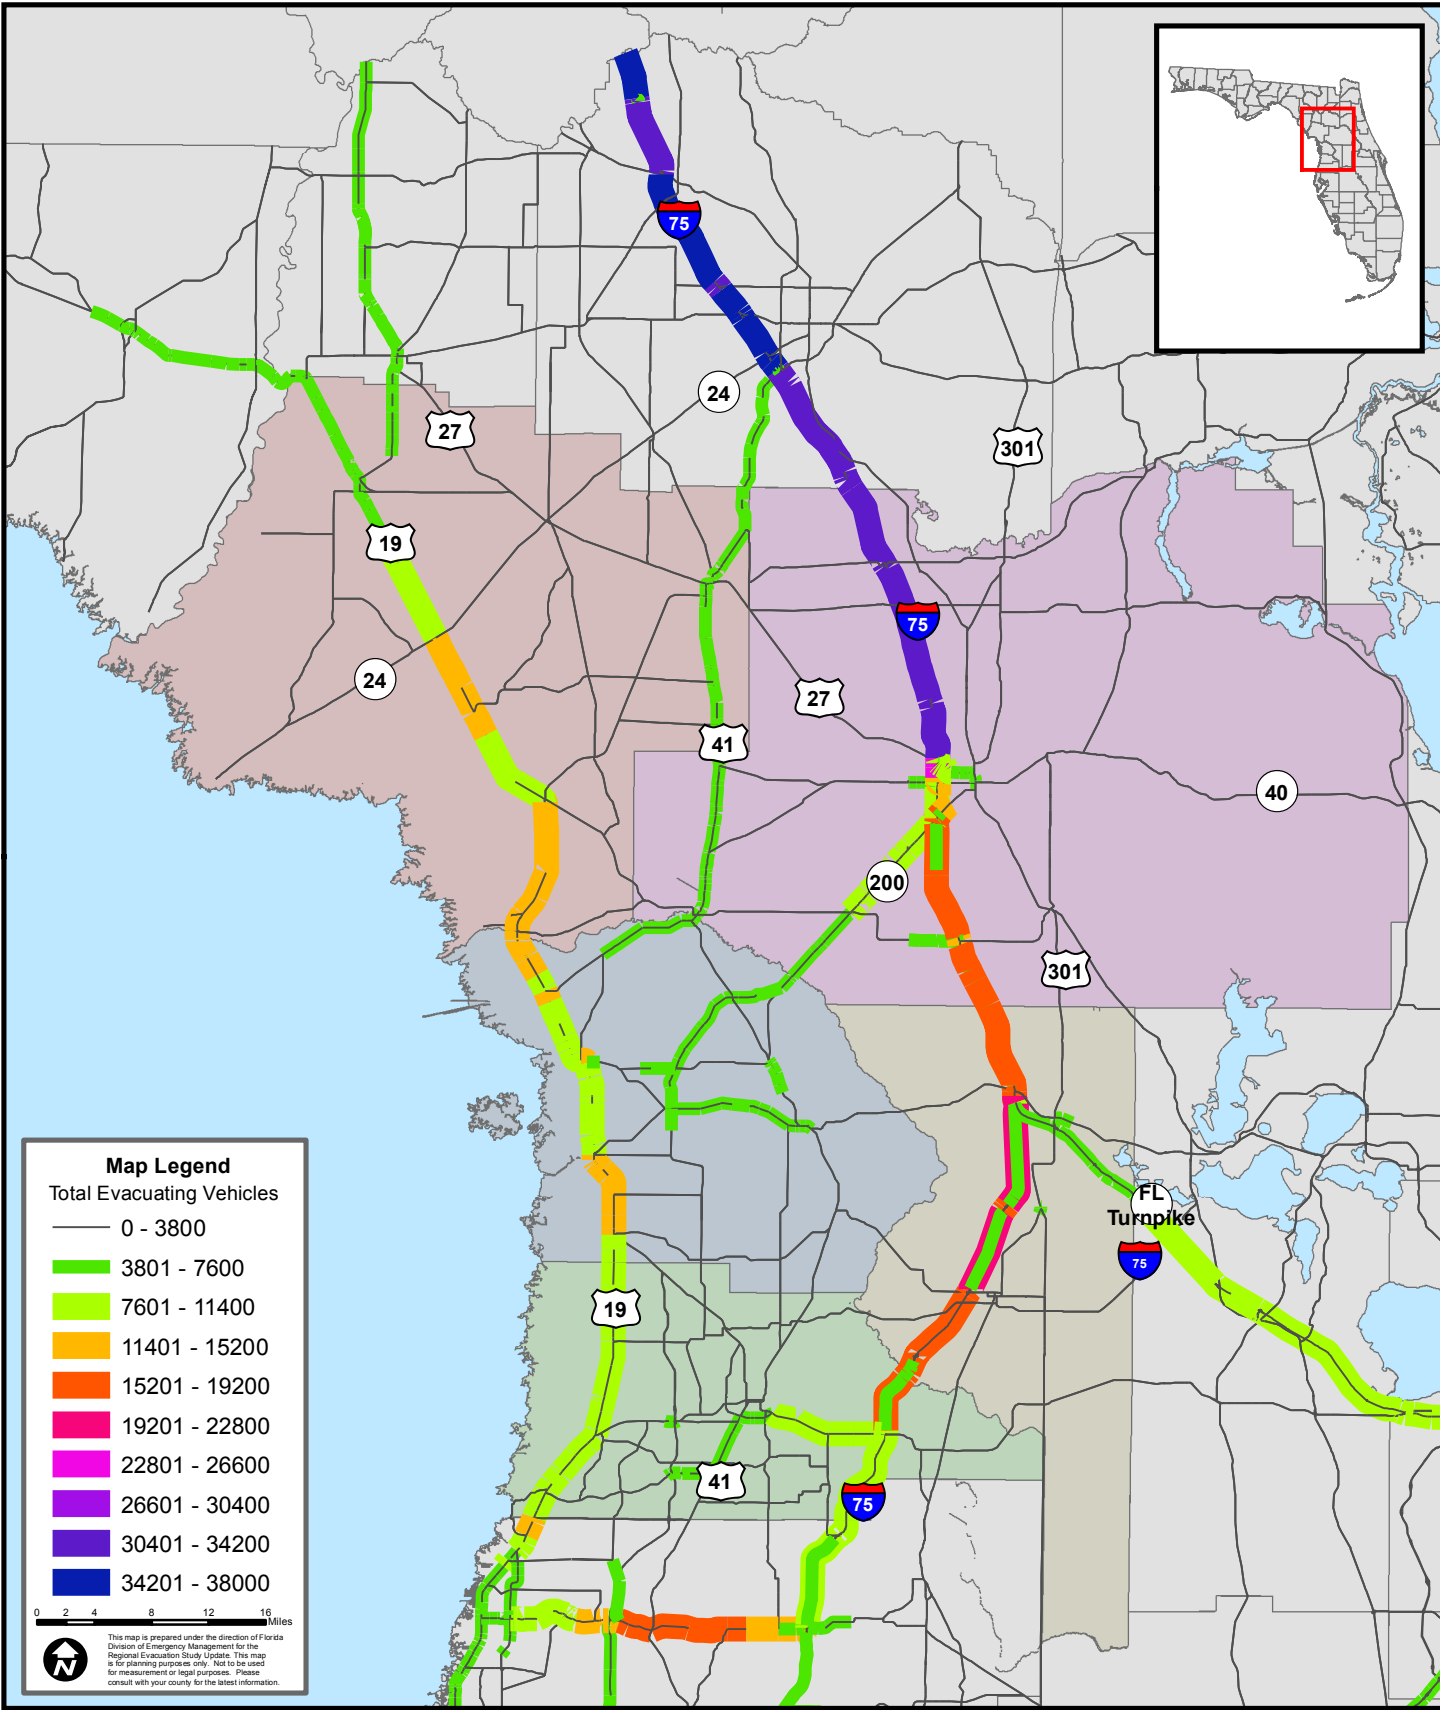 75
24
27
301
19
75
24
27
41
40
200
301
FL
Turnpike
75
19
41
75
Map Legend
Total Evacuating Vehicles
0 - 3800
3801 - 7600
7601 - 11400
11401 - 15200
15201 - 19200
19201 - 22800
22801 - 26600
26601 - 30400
30401 - 34200
34201 - 38000
0 2 4 8 12 16
Miles
N
This map is prepared under the direction of Florida
Division of Emergency Management for the
Regional Evacuation Study Update. This map
is for planning purposes only. Not to be used
for measurement or legal purposes. Please
consult with your county for the latest information.